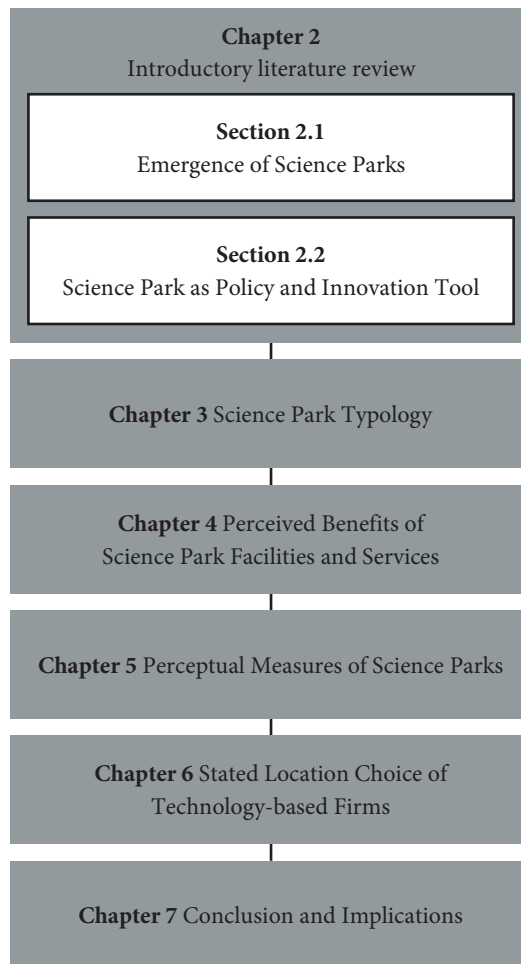 Chapter 2
Introductory literature review
Section 2.1
Emergence of Science Parks
Section 2.2
Science Park as Policy and Innovation Tool
Chapter 3 Science Park Typology
Chapter 4 Perceived Benefits of
Science Park Facilities and Services
Chapter 5 Perceptual Measures of Science Parks
Chapter 6 Stated Location Choice of
Technology-based Firms
Chapter 7 Conclusion and Implications